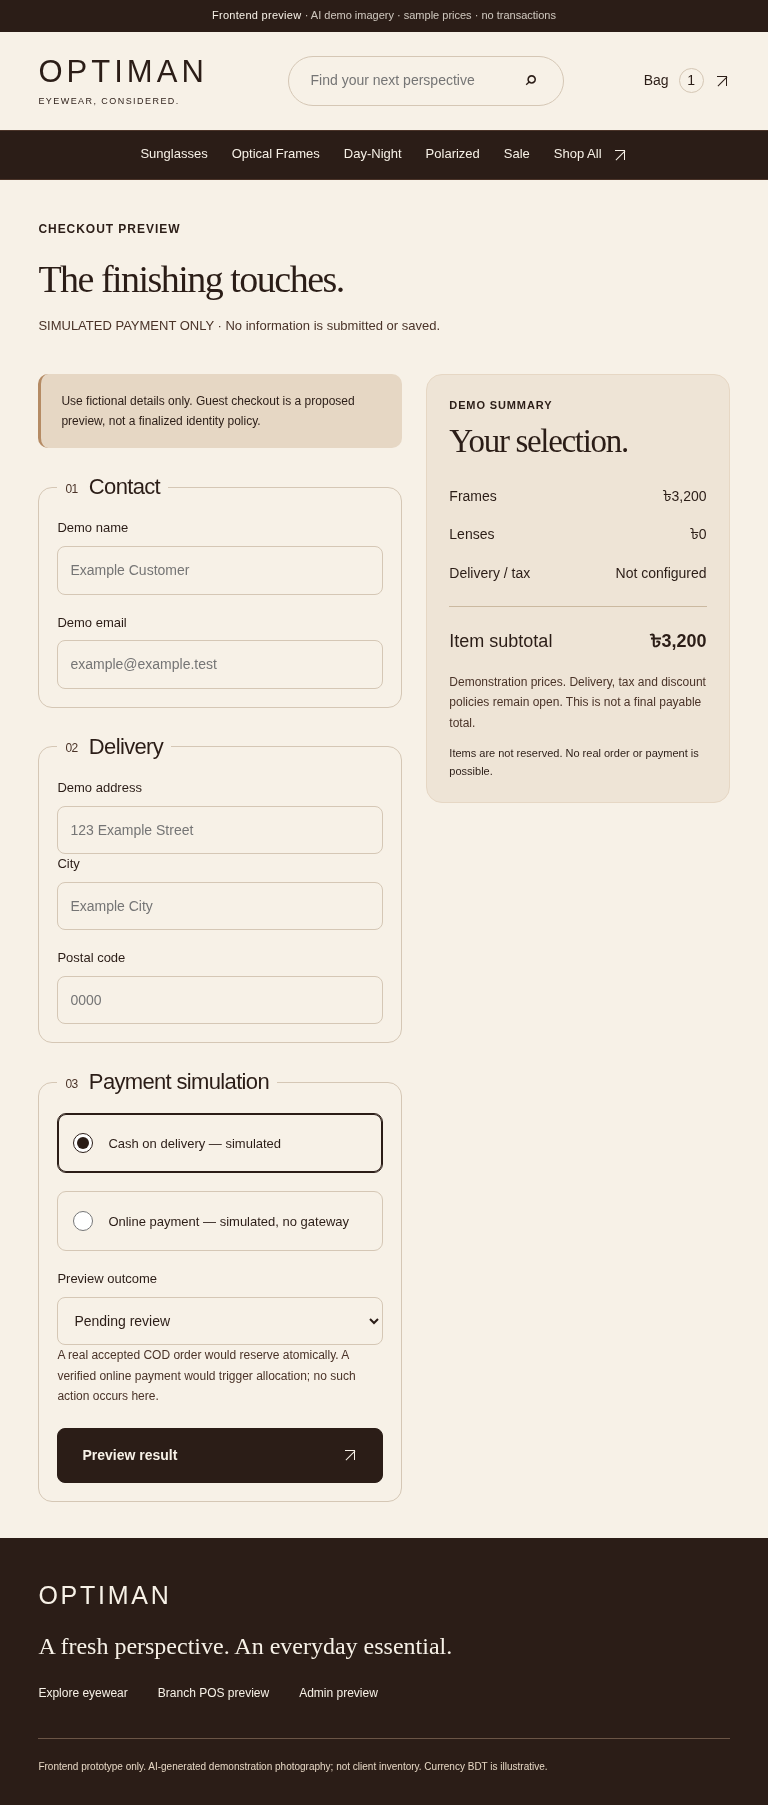 Frontend preview · AI demo imagery · sample prices · no transactions
OPTIMAN
EYEWEAR, CONSIDERED.
Find your next perspective
Bag 1
Sunglasses Optical Frames Day-Night Polarized Sale Shop All
CHECKOUT PREVIEW
The finishing touches.
SIMULATED PAYMENT ONLY · No information is submitted or saved.
Use fictional details only. Guest checkout is a proposed
preview, not a finalized identity policy.
01 Contact
Demo name
Example Customer
Demo email
example@example.test
02 Delivery
Demo address
123 Example Street
City
Example City
Postal code
0000
03 Payment simulation
Cash on delivery — simulated
Online payment — simulated, no gateway
Preview outcome
Pending review
A real accepted COD order would reserve atomically. A
verified online payment would trigger allocation; no such
action occurs here.
Preview result
DEMO SUMMARY
Your selection.
Frames ৳3,200
Lenses ৳0
Delivery / tax Not configured
Item subtotal ৳3,200
Demonstration prices. Delivery, tax and discount
policies remain open. This is not a final payable
total.
Items are not reserved. No real order or payment is
possible.
OPTIMAN
A fresh perspective. An everyday essential.
Explore eyewear Branch POS preview Admin preview
Frontend prototype only. AI-generated demonstration photography; not client inventory. Currency BDT is illustrative.